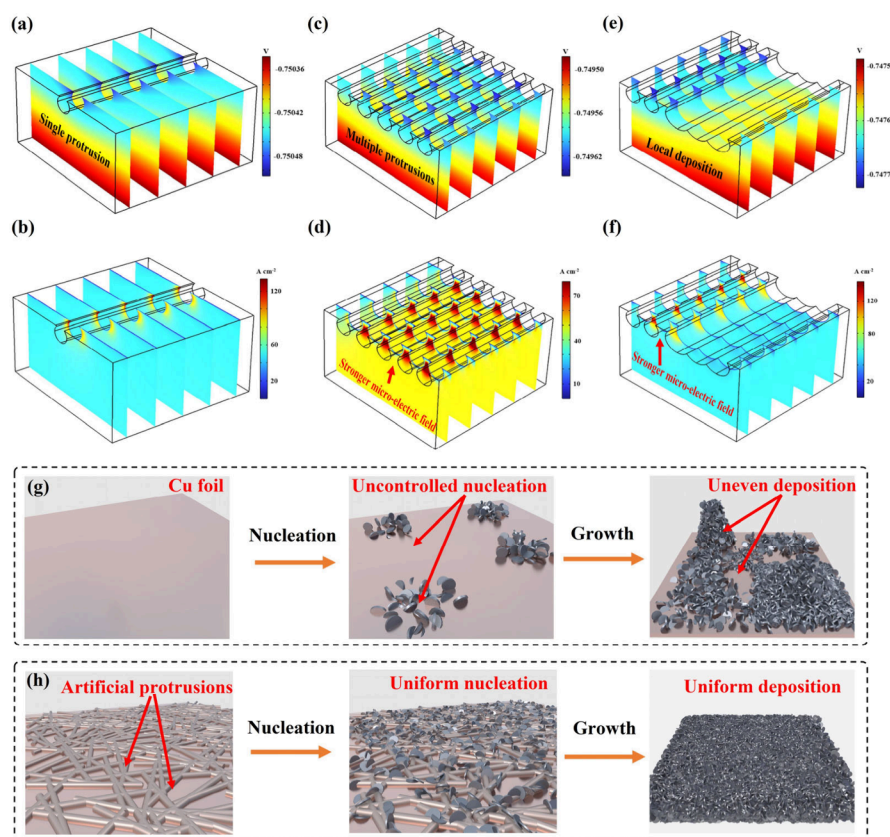 (a)
V
-0.75036
-0.75042
-0.75048
Single protrusion
(c)
V
-0.74950
-0.74956
-0.74962
Multiple protrusions
(e)
V
-0.7475
-0.7476
-0.7477
Local deposition
(b)
A cm⁻²
120
60
20
(d)
A cm⁻²
70
30
10
Stronger micro-electric field
(f)
A cm⁻²
120
60
20
Stronger micro-electric field
(g)
Cu foil
Nucleation
Uncontrolled nucleation
Growth
Uneven deposition
(h)
Artificial protrusions
Nucleation
Uniform nucleation
Growth
Uniform deposition